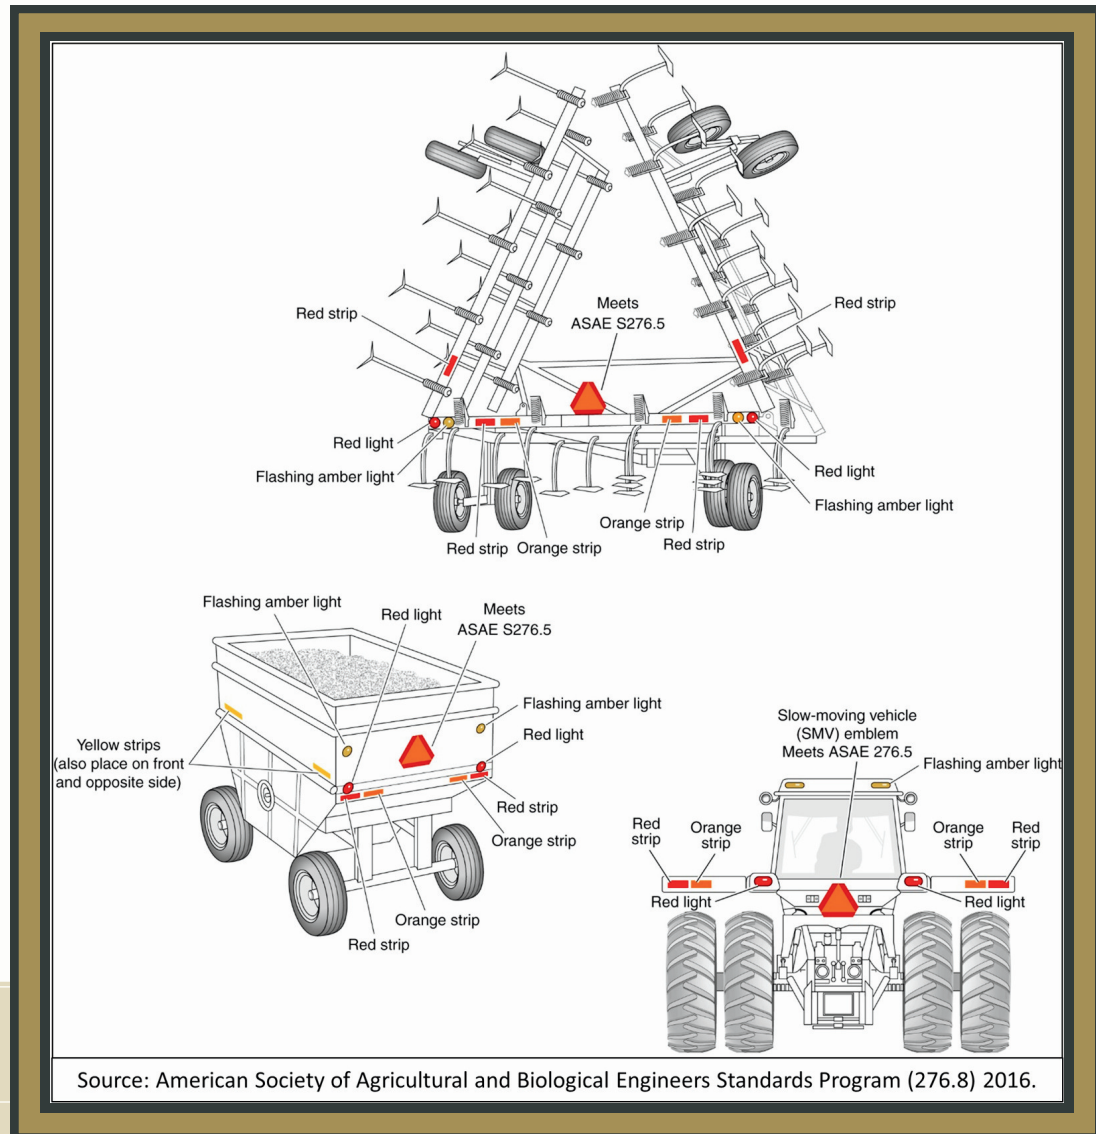 Meets
ASAE S276.5
Red strip
Red strip
Red light
Flashing amber light
Red light
Flashing amber light
Orange strip
Red strip
Orange strip
Red strip
Flashing amber light
Red light
Meets
ASAE S276.5
Flashing amber light
Red light
Yellow strips
(also place on front
and opposite side)
Red strip
Orange strip
Orange strip
Red strip
Slow-moving vehicle
(SMV) emblem
Meets ASAE 276.5
Flashing amber light
Red
strip
Orange
strip
Orange
strip
Red
strip
Red light
Red light
Source: American Society of Agricultural and Biological Engineers Standards Program (276.8) 2016.